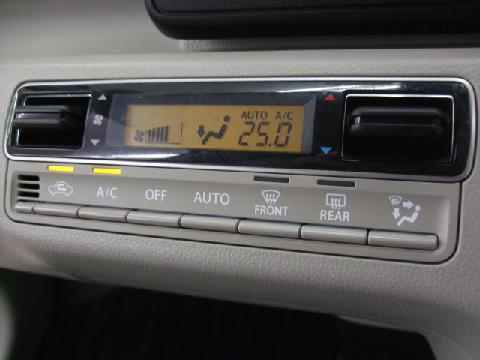 AUTO A/C
25.0
A/C OFF AUTO FRONT REAR